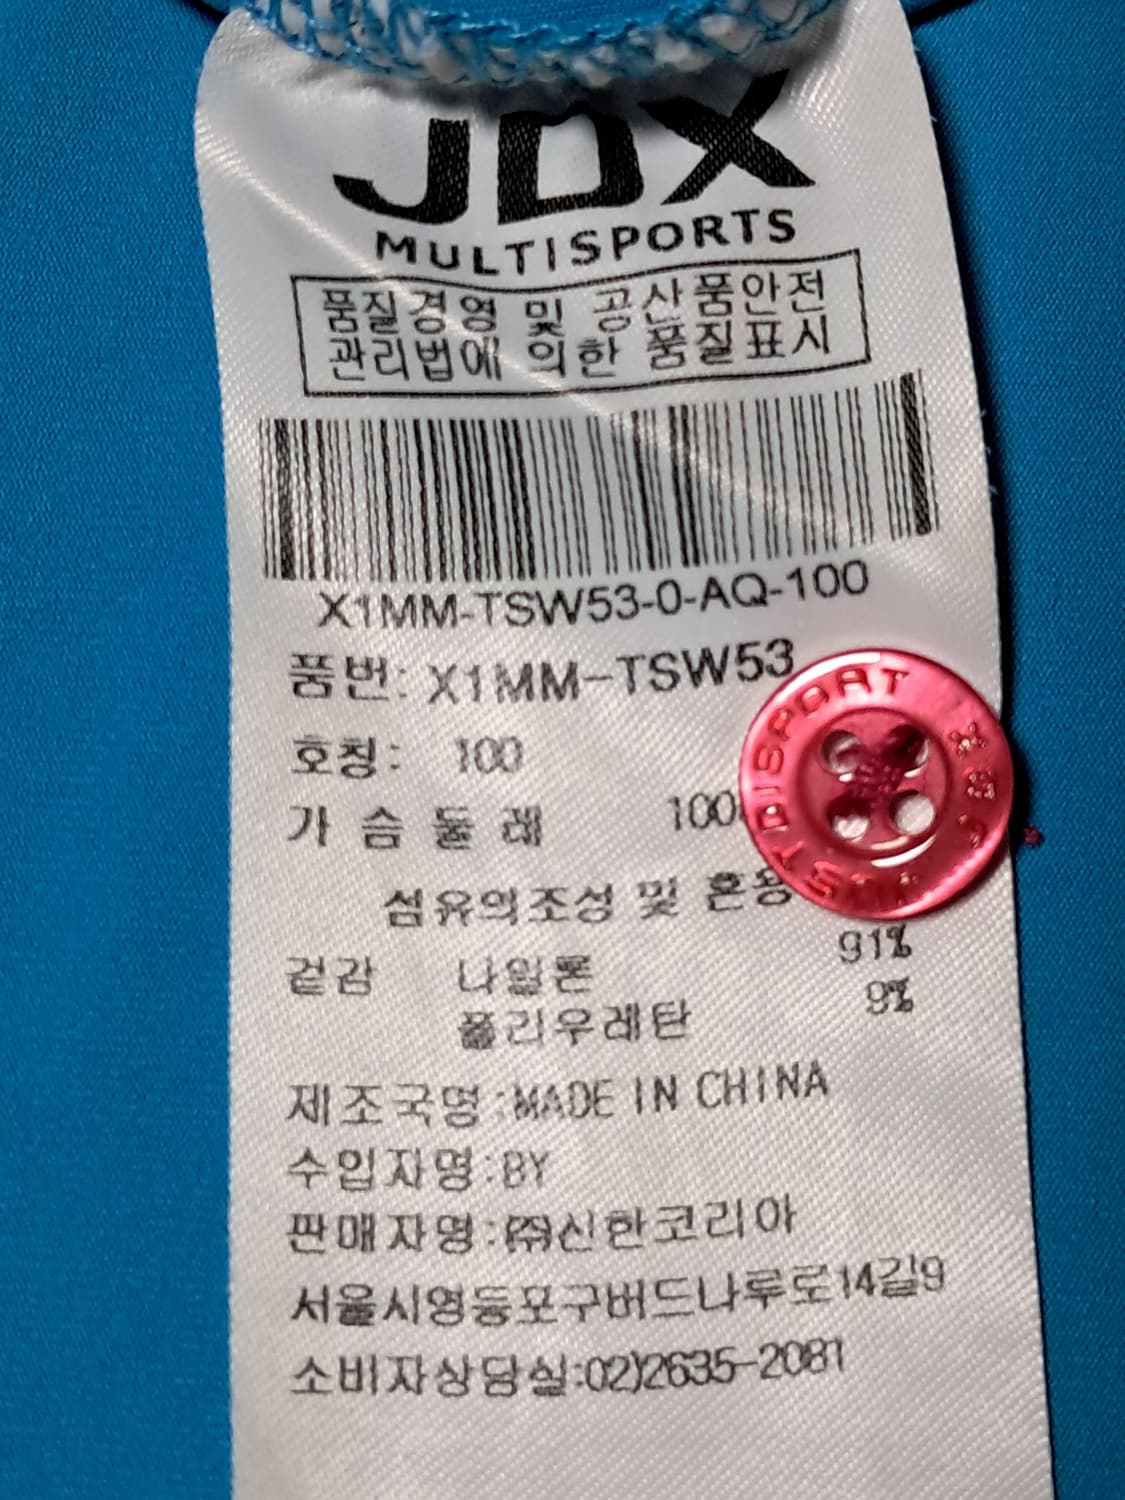 JDX
MULTISPORTS
품질경영 및 공산품안전
관리법에 의한 품질표시
X1MM-TSW53-0-AQ-100
품번: X1MM-TSW53
호칭: 100
가 슴 둘 레 100
섬유의조성 및 혼용
겉감 나일론 91%
폴리우레탄 9%
제조국명:MADE IN CHINA
수입자명:BY
판매자명:㈜신한코리아
서울시영등포구버드나루로14길9
소비자상담실:02)2635-2081